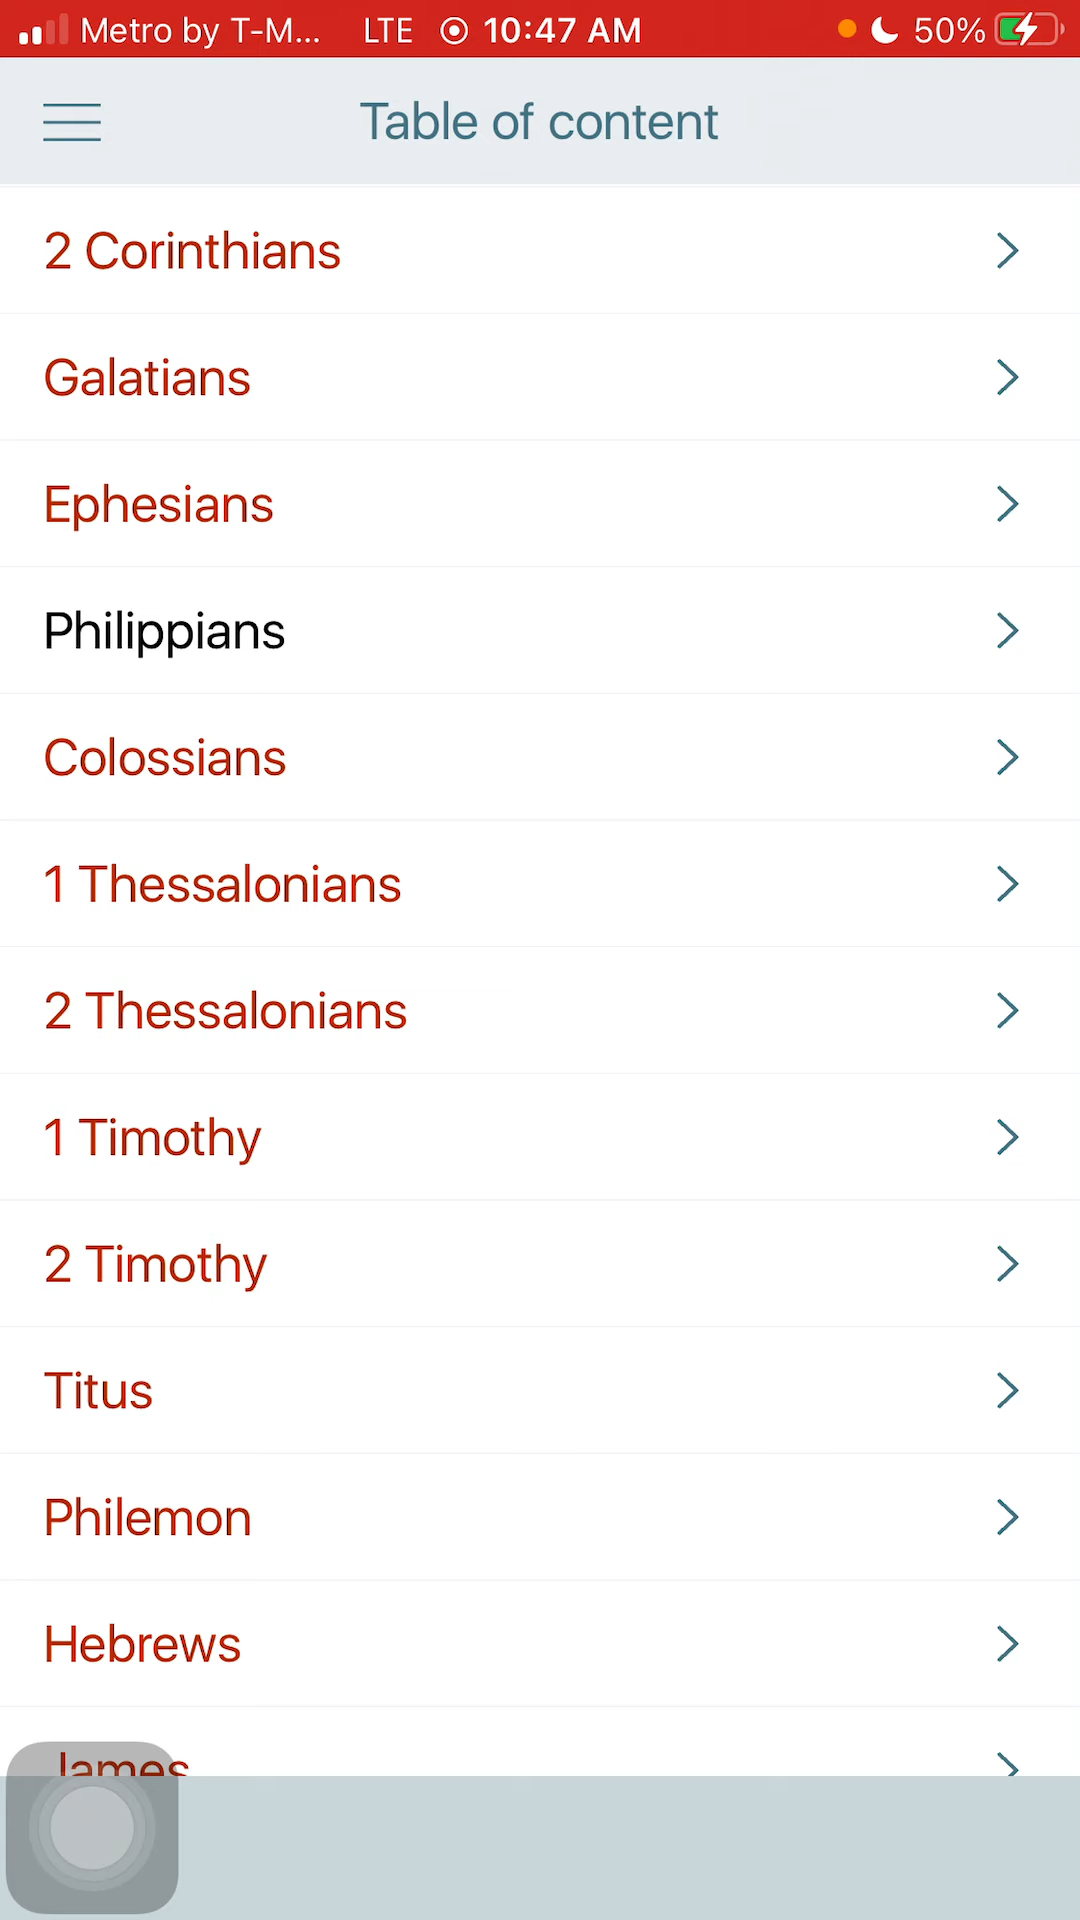 Metro by T-M... LTE 10:47 AM 50%
Table of content
2 Corinthians
Galatians
Ephesians
Philippians
Colossians
1 Thessalonians
2 Thessalonians
1 Timothy
2 Timothy
Titus
Philemon
Hebrews
James